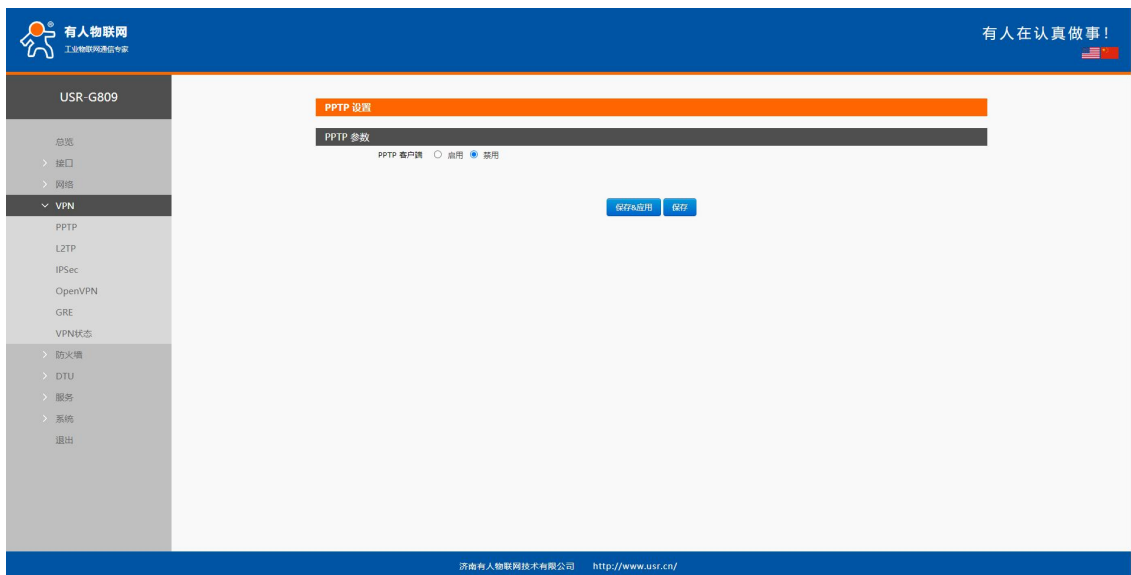 有人物联网
工业物联网通信专家
有人在认真做事!
USR-G809
总览
接口
网络
VPN
PPTP
L2TP
IPSec
OpenVPN
GRE
VPN状态
防火墙
DTU
服务
系统
退出
PPTP 设置
PPTP 参数
PPTP 客户端 启用 禁用
保存&应用 保存
济南有人物联网技术有限公司 http://www.usr.cn/